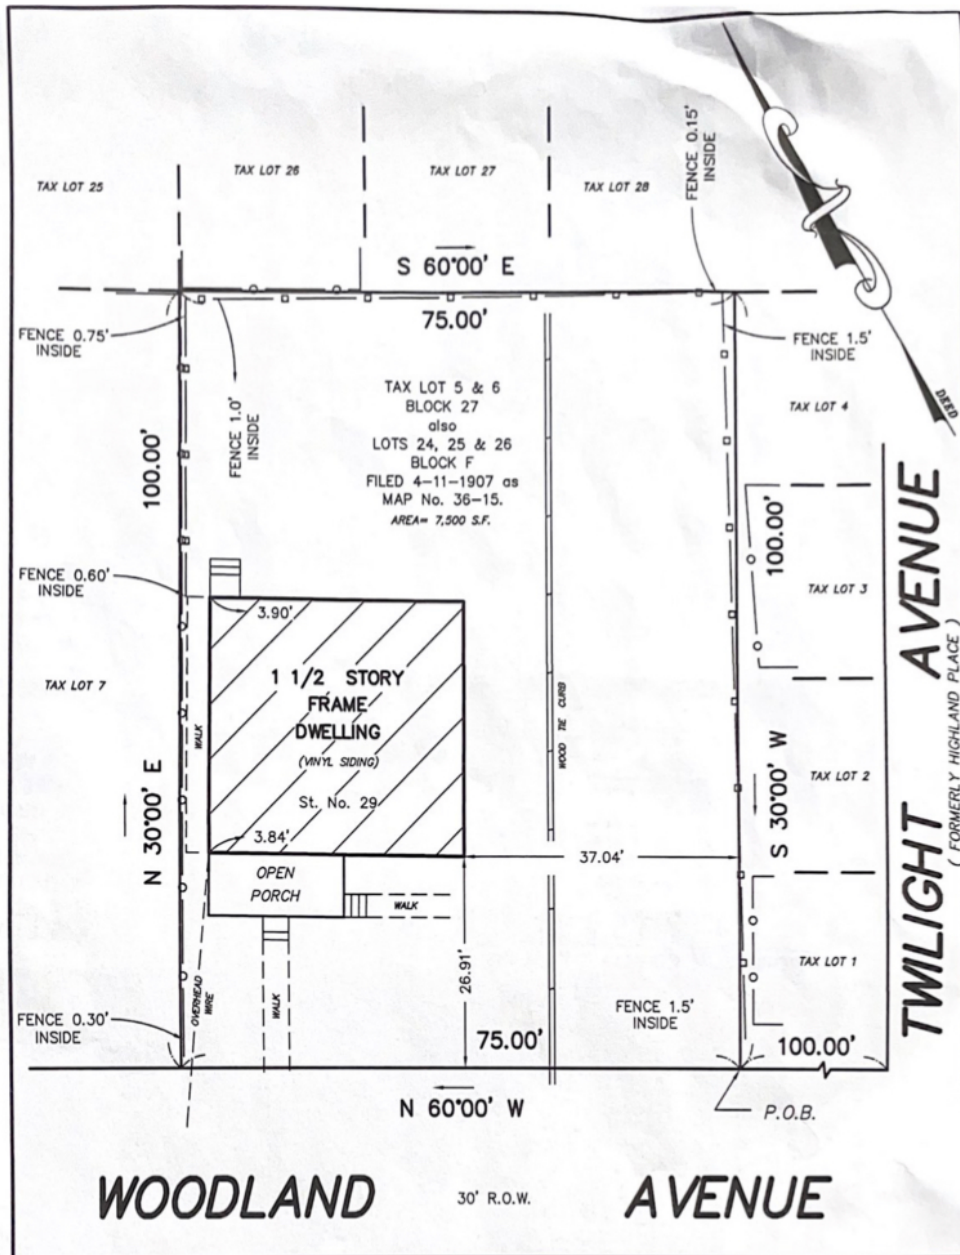 TAX LOT 25
TAX LOT 26
TAX LOT 27
TAX LOT 28
FENCE 0.15'
INSIDE
S 60°00' E
75.00'
FENCE 0.75'
INSIDE
FENCE 1.5'
INSIDE
DEED
TAX LOT 5 & 6
BLOCK 27
also
LOTS 24, 25 & 26
BLOCK F
FILED 4-11-1907 as
MAP No. 36-15.
AREA= 7,500 S.F.
FENCE 1.0'
INSIDE
100.00'
TAX LOT 4
100.00'
FENCE 0.60'
INSIDE
TAX LOT 3
3.90'
1 1/2 STORY
FRAME
DWELLING
(VINYL SIDING)
St. No. 29
3.84'
TAX LOT 7
WALK
N 30°00' E
WOOD TIE CURB
S 30°00' W
TAX LOT 2
TWILIGHT AVENUE
( FORMERLY HIGHLAND PLACE )
37.04'
OPEN
PORCH
WALK
26.91'
TAX LOT 1
OVERHEAD
WIRE
WALK
FENCE 0.30'
INSIDE
FENCE 1.5'
INSIDE
75.00'
100.00'
N 60°00' W
P.O.B.
WOODLAND 30' R.O.W. AVENUE